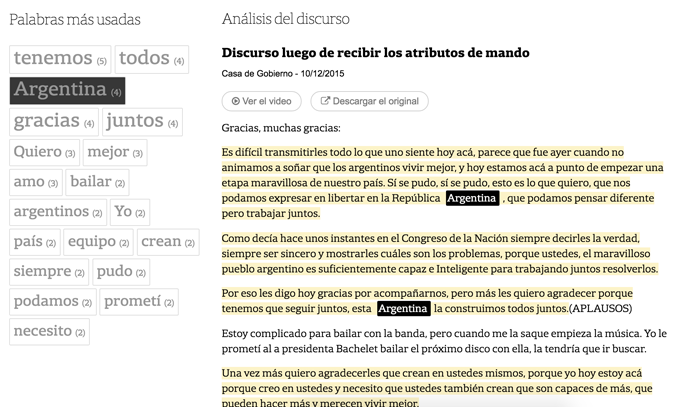 Palabras más usadas
tenemos (5) todos (4)
Argentina (4)
gracias (4) juntos (4)
Quiero (3) mejor (3)
amo (3) bailar (2)
argentinos (2) Yo (2)
país (2) equipo (2) crean (2)
siempre (2) pudo (2)
podamos (2) prometí (2)
necesito (2)
Análisis del discurso
Discurso luego de recibir los atributos de mando
Casa de Gobierno - 10/12/2015
Ver el video Descargar el original
Gracias, muchas gracias:
Es difícil transmitirles todo lo que uno siente hoy acá, parece que fue ayer cuando no
animamos a soñar que los argentinos vivir mejor, y hoy estamos acá a punto de empezar una
etapa maravillosa de nuestro país. Sí se pudo, sí se pudo, esto es lo que quiero, que nos
podamos expresar en libertar en la República Argentina , que podamos pensar diferente
pero trabajar juntos.
Como decía hace unos instantes en el Congreso de la Nación siempre decirles la verdad,
siempre ser sincero y mostrarles cuáles son los problemas, porque ustedes, el maravilloso
pueblo argentino es suficientemente capaz e Inteligente para trabajando juntos resolverlos.
Por eso les digo hoy gracias por acompañarnos, pero más les quiero agradecer porque
tenemos que seguir juntos, esta Argentina la construimos todos juntos.(APLAUSOS)
Estoy complicado para bailar con la banda, pero cuando me la saque empieza la música. Yo le
prometí al a presidenta Bachelet bailar el próximo disco con ella, la tendría que ir buscar.
Una vez más quiero agradecerles que crean en ustedes mismos, porque yo hoy estoy acá
porque creo en ustedes y necesito que ustedes también crean que son capaces de más, que
pueden hacer más y merecen vivir mejor.